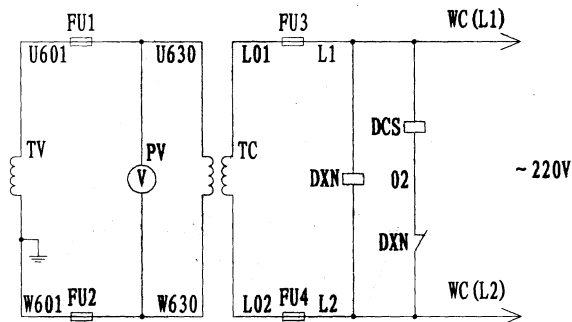 FU1 FU3 WC(L1)
U601 U630 L01 L1
DCS
TV PV TC
V DXN 02 ~220V
DXN
WC(L2)
W601 FU2 W630 L02 FU4 L2